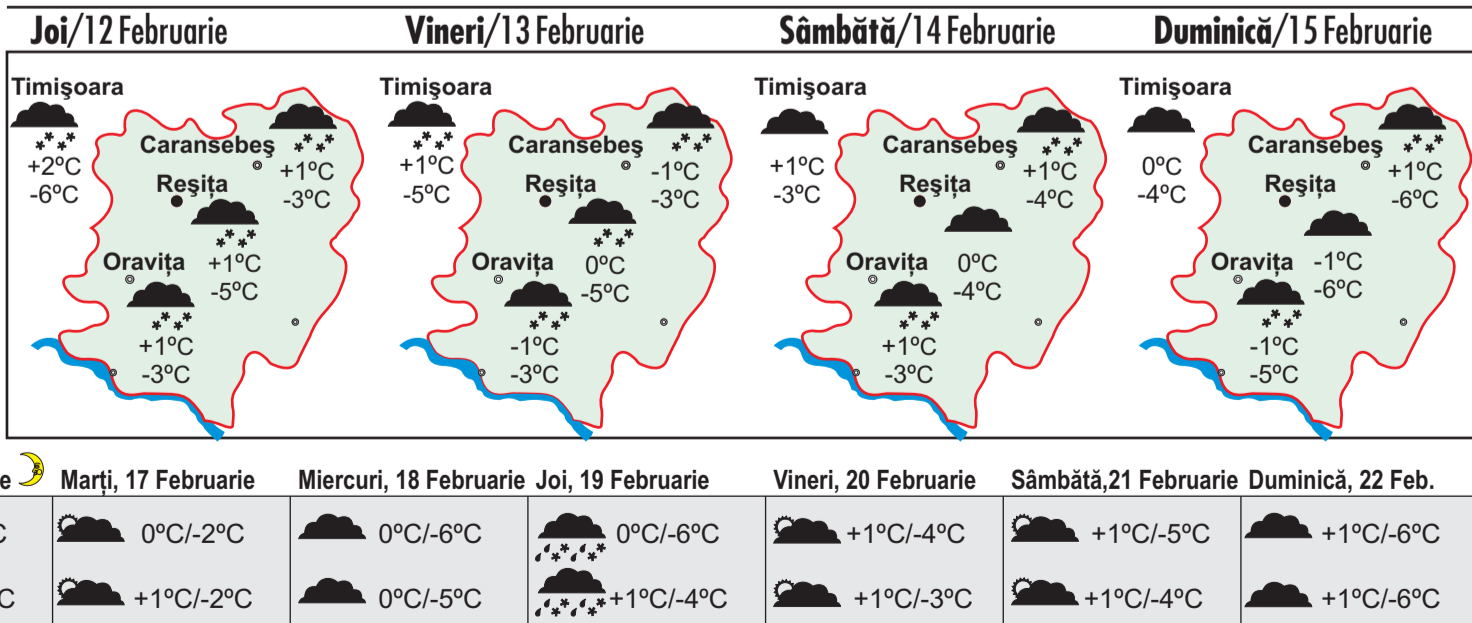 Joi/12 Februarie
Vineri/13 Februarie
Sâmbătă/14 Februarie
Duminică/15 Februarie
Timişoara
+2ºC
-6ºC
Caransebeş
+1ºC
-3ºC
Reşiţa
+1ºC
-5ºC
Oraviţa
+1ºC
-3ºC
Timişoara
+1ºC
-5ºC
Caransebeş
-1ºC
-3ºC
Reşiţa
0ºC
-5ºC
Oraviţa
-1ºC
-3ºC
Timişoara
+1ºC
-3ºC
Caransebeş
+1ºC
-4ºC
Reşiţa
0ºC
-4ºC
Oraviţa
+1ºC
-3ºC
Timişoara
0ºC
-4ºC
Caransebeş
+1ºC
-6ºC
Reşiţa
-1ºC
-6ºC
Oraviţa
-1ºC
-5ºC
e
Marţi, 17 Februarie
Miercuri, 18 Februarie
Joi, 19 Februarie
Vineri, 20 Februarie
Sâmbătă,21 Februarie
Duminică, 22 Feb.
C
0ºC/-2ºC
0ºC/-6ºC
0ºC/-6ºC
+1ºC/-4ºC
+1ºC/-5ºC
+1ºC/-6ºC
C
+1ºC/-2ºC
0ºC/-5ºC
+1ºC/-4ºC
+1ºC/-3ºC
+1ºC/-4ºC
+1ºC/-6ºC